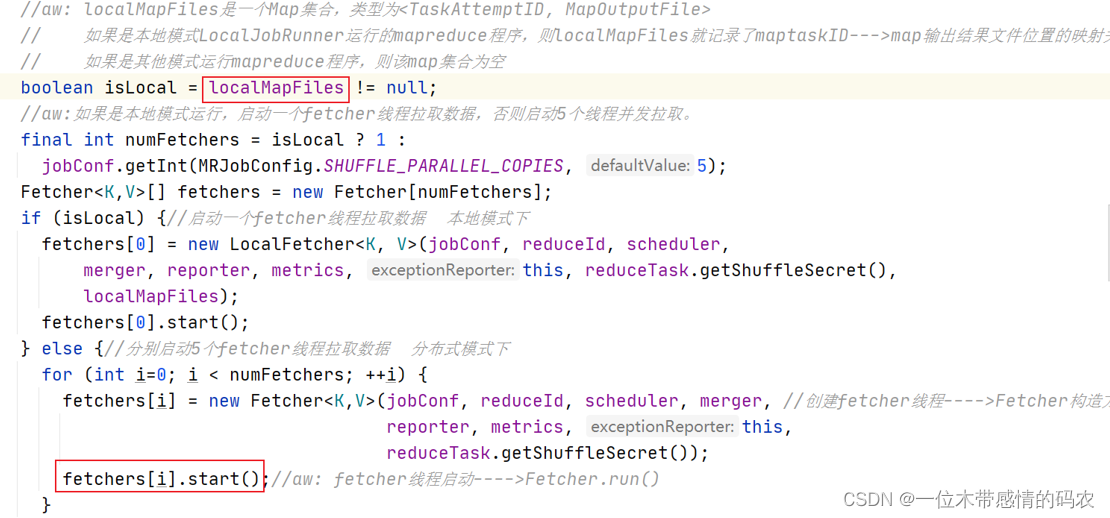 //aw: localMapFiles是一个Map集合，类型为<TaskAttemptID, MapOutputFile>
//    如果是本地模式LocalJobRunner运行的mapreduce程序，则localMapFiles就记录了maptaskID--->map输出结果文件位置的映射
//    如果是其他模式运行mapreduce程序，则该map集合为空
boolean isLocal = localMapFiles != null;
//aw:如果是本地模式运行，启动一个fetcher线程拉取数据，否则启动5个线程并发拉取。
final int numFetchers = isLocal ? 1 :
  jobConf.getInt(MRJobConfig.SHUFFLE_PARALLEL_COPIES, defaultValue: 5);
Fetcher<K,V>[] fetchers = new Fetcher[numFetchers];
if (isLocal) {//启动一个fetcher线程拉取数据  本地模式下
  fetchers[0] = new LocalFetcher<K, V>(jobConf, reduceId, scheduler,
      merger, reporter, metrics, exceptionReporter: this, reduceTask.getShuffleSecret(),
      localMapFiles);
  fetchers[0].start();
} else {//分别启动5个fetcher线程拉取数据  分布式模式下
  for (int i=0; i < numFetchers; ++i) {
    fetchers[i] = new Fetcher<K,V>(jobConf, reduceId, scheduler, merger, //创建fetcher线程---->Fetcher构造
                                   reporter, metrics, exceptionReporter: this,
                                   reduceTask.getShuffleSecret());
    fetchers[i].start();//aw: fetcher线程启动---->Fetcher.run()
  }
CSDN @一位木带感情的码农